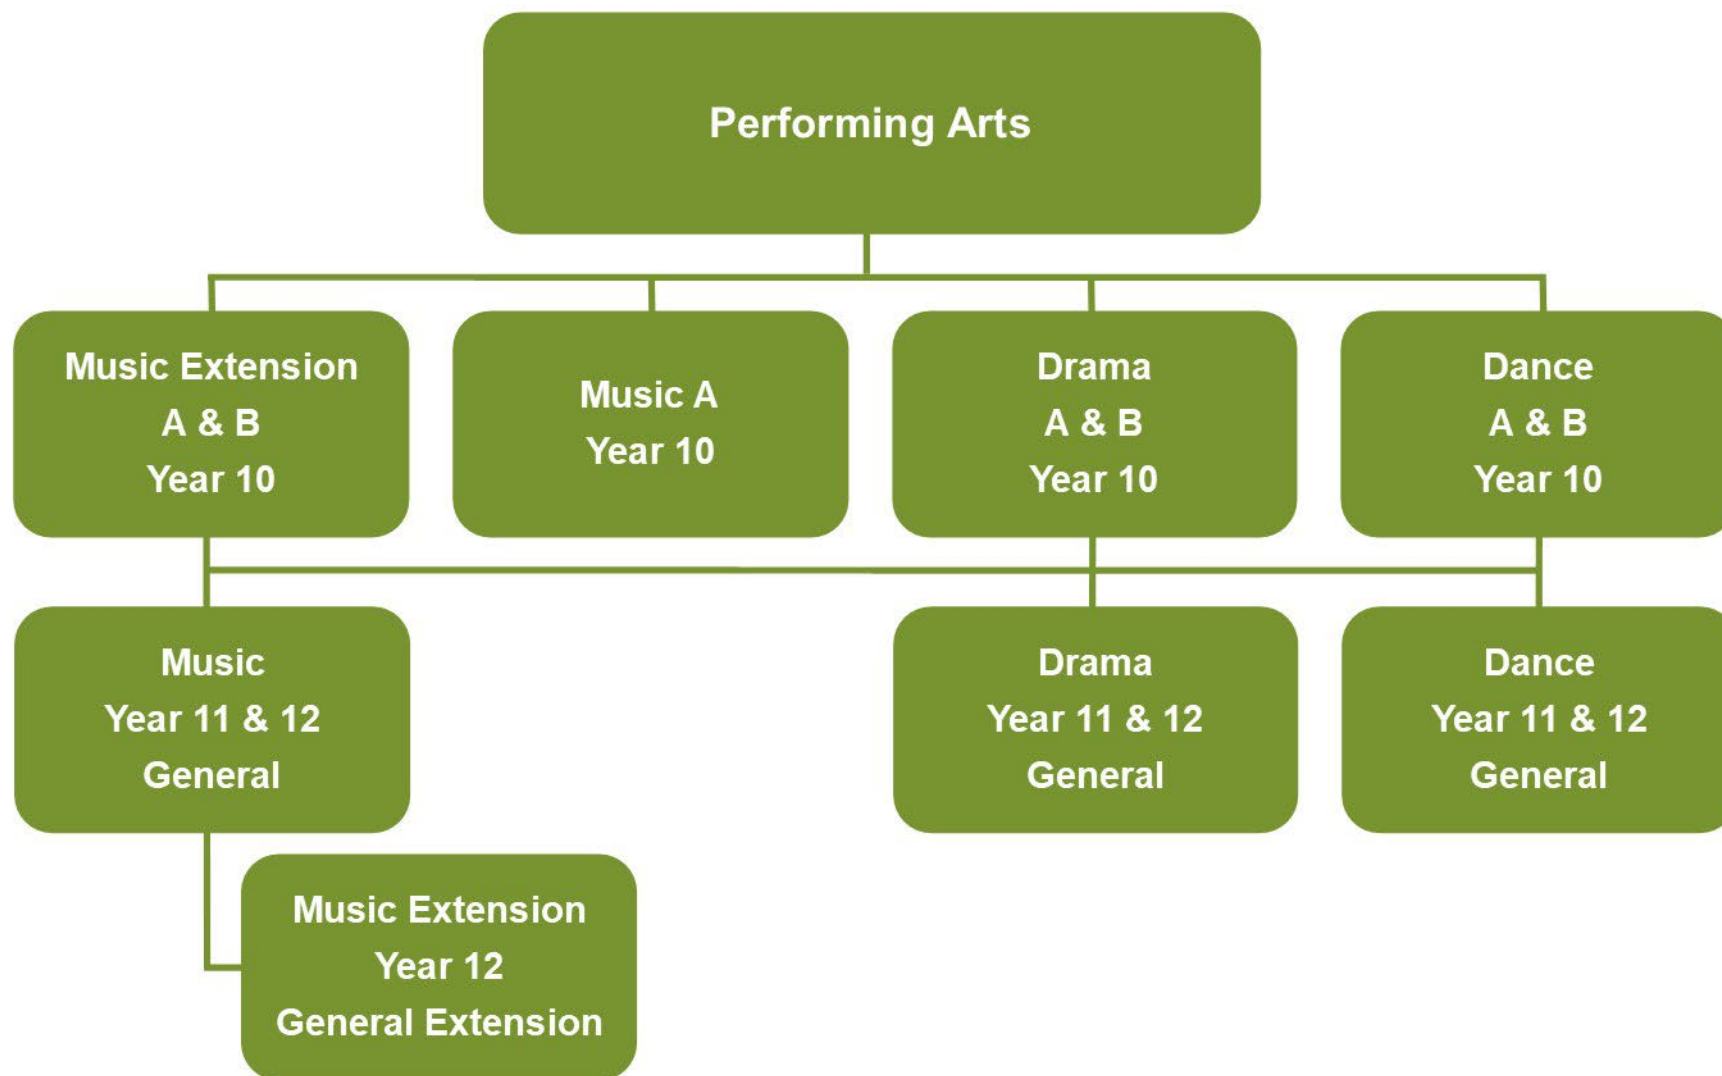 Performing Arts
Music Extension
A & B
Year 10
Music A
Year 10
Drama
A & B
Year 10
Dance
A & B
Year 10
Music
Year 11 & 12
General
Drama
Year 11 & 12
General
Dance
Year 11 & 12
General
Music Extension
Year 12
General Extension